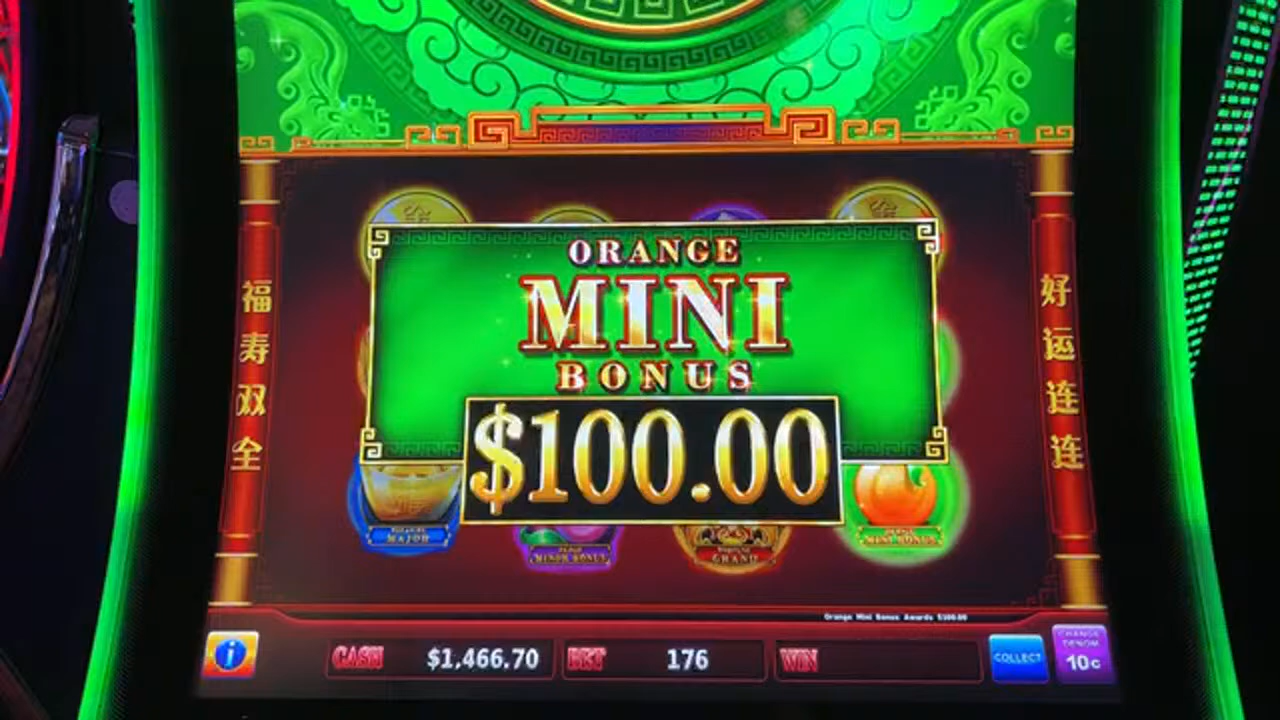 ORANGE
MINI
BONUS
$100.00
福寿双全
好运连连
MAJOR
MINOR BONUS
GRAND
MINI BONUS
Orange Mini Bonus Awards $100.00
CASH $1,466.70 BET 176 WIN
COLLECT
CHANGE
DENOM
10¢
i